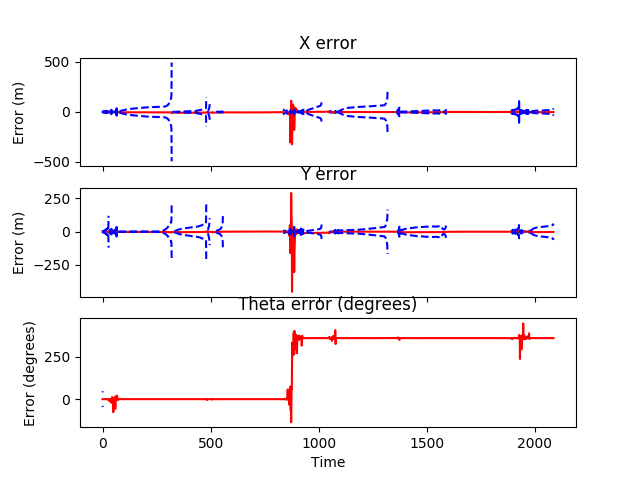 X error
500
0
−500
Error (m)
Y error
250
0
−250
Error (m)
Theta error (degrees)
250
0
Error (degrees)
0 500 1000 1500 2000
Time